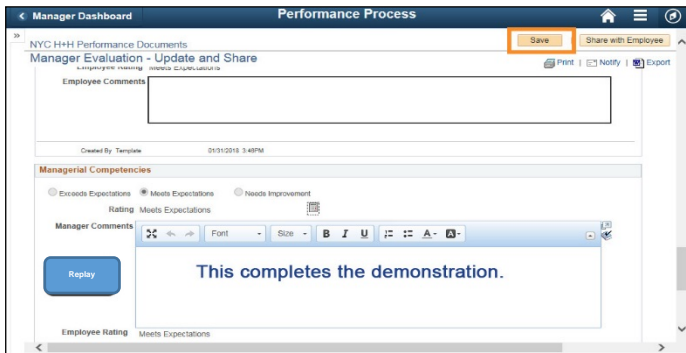 Manager Dashboard Performance Process
»
NYC H+H Performance Documents Save Share with Employee
Manager Evaluation - Update and Share Print | Notify | Export
Employee Rating Meets Expectations
Employee Comments
Created By Template 01/31/2018 3:48PM
Managerial Competencies
Exceeds Expectations Meets Expectations Needs Improvement
Rating Meets Expectations
Manager Comments Font Size B I U A A
Replay This completes the demonstration.
Employee Rating Meets Expectations